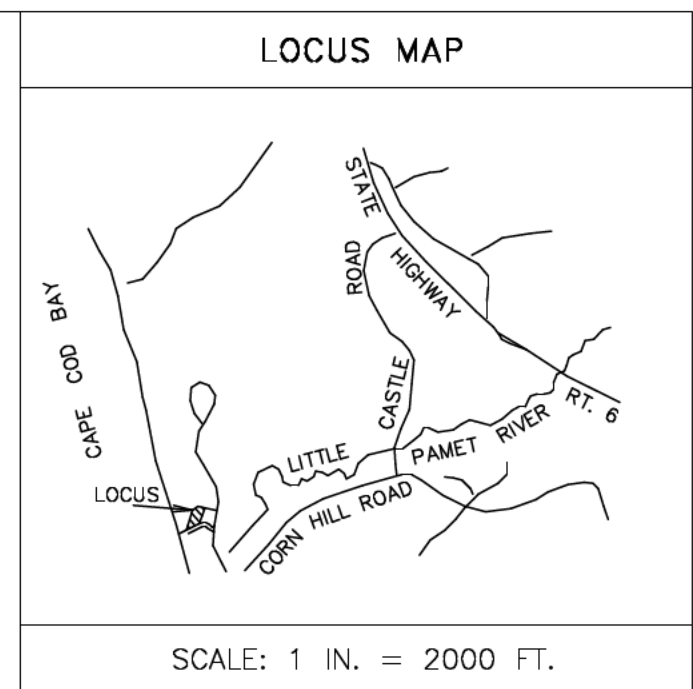 LOCUS MAP
STATE HIGHWAY
RT. 6
CASTLE ROAD
CAPE COD BAY
LITTLE PAMET RIVER
LOCUS
CORN HILL ROAD
SCALE: 1 IN. = 2000 FT.